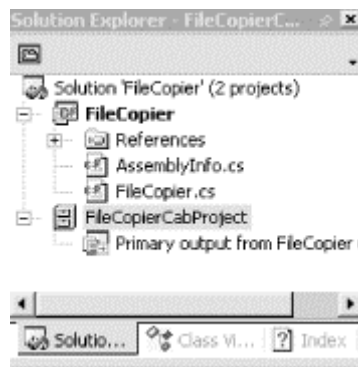 Solution Explorer - FileCopierC...
Solution 'FileCopier' (2 projects)
FileCopier
References
AssemblyInfo.cs
FileCopier.cs
FileCopierCabProject
Primary output from FileCopier
Solutio... Class Vi... Index